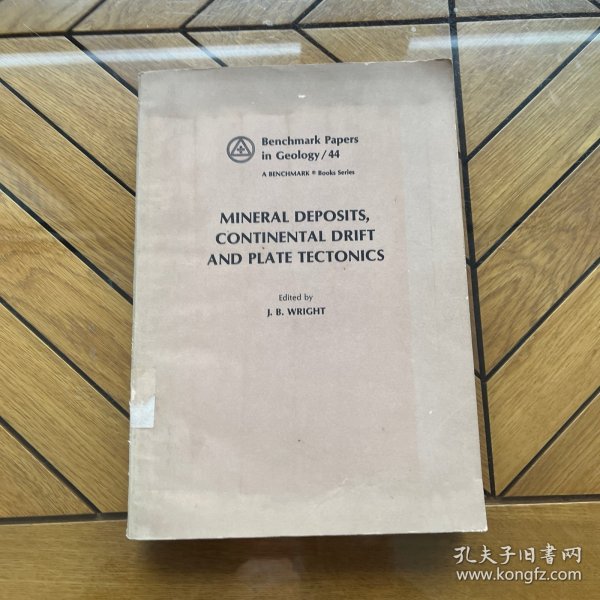 Benchmark Papers
in Geology/44
A BENCHMARK ® Books Series
MINERAL DEPOSITS,
CONTINENTAL DRIFT
AND PLATE TECTONICS
Edited by
J. B. WRIGHT
孔夫子旧书网
www.kongfz.com